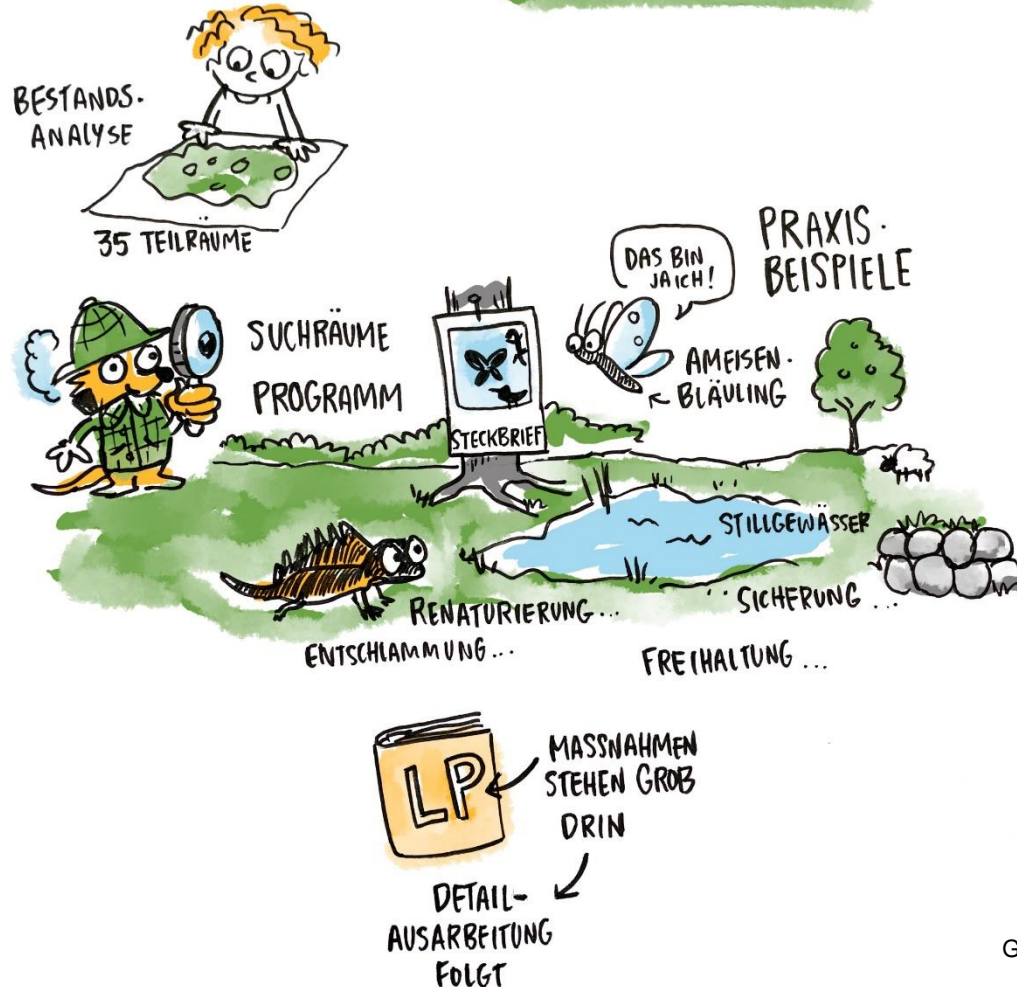 BESTANDS-
ANALYSE
35 TEILRÄUME
PRAXIS-
BEISPIELE
DAS BIN
JA ICH!
SUCHRÄUME
PROGRAMM
STECKBRIEF
AMEISEN-
BLÄULING
STILLGEWÄSSER
RENATURIERUNG...
SICHERUNG...
ENTSCHLAMMUNG...
FREIHALTUNG...
LP
MASSNAHMEN
STEHEN GROB
DRIN
DETAIL-
AUSARBEITUNG
FOLGT
G